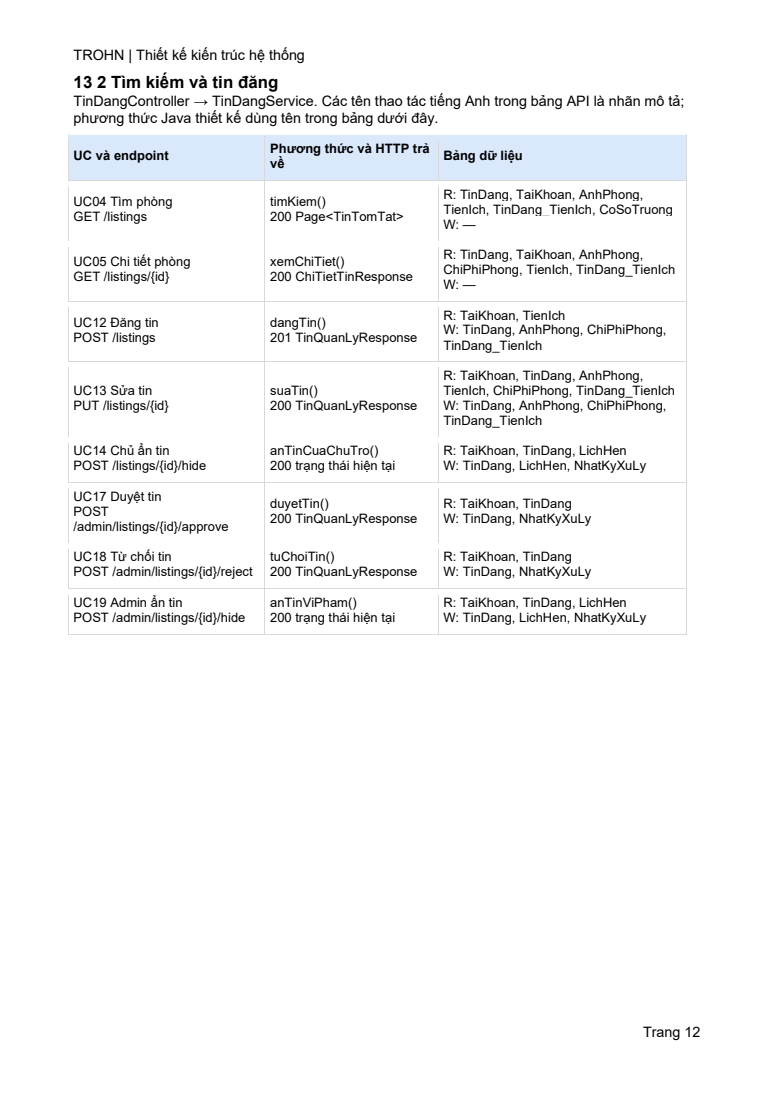 TROHN | Thiết kế kiến trúc hệ thống
13 2 Tìm kiếm và tin đăng
TinDangController → TinDangService. Các tên thao tác tiếng Anh trong bảng API là nhãn mô tả;
phương thức Java thiết kế dùng tên trong bảng dưới đây.
UC và endpoint
Phương thức và HTTP trả
về
Bảng dữ liệu
UC04 Tìm phòng
GET /listings
timKiem()
200 Page<TinTomTat>
R: TinDang, TaiKhoan, AnhPhong,
TienIch, TinDang_TienIch, CoSoTruong
W: —
UC05 Chi tiết phòng
GET /listings/{id}
xemChiTiet()
200 ChiTietTinResponse
R: TinDang, TaiKhoan, AnhPhong,
ChiPhiPhong, TienIch, TinDang_TienIch
W: —
UC12 Đăng tin
POST /listings
dangTin()
201 TinQuanLyResponse
R: TaiKhoan, TienIch
W: TinDang, AnhPhong, ChiPhiPhong,
TinDang_TienIch
UC13 Sửa tin
PUT /listings/{id}
suaTin()
200 TinQuanLyResponse
R: TaiKhoan, TinDang, AnhPhong,
TienIch, ChiPhiPhong, TinDang_TienIch
W: TinDang, AnhPhong, ChiPhiPhong,
TinDang_TienIch
UC14 Chủ ẩn tin
POST /listings/{id}/hide
anTinCuaChuTro()
200 trạng thái hiện tại
R: TaiKhoan, TinDang, LichHen
W: TinDang, LichHen, NhatKyXuLy
UC17 Duyệt tin
POST
/admin/listings/{id}/approve
duyetTin()
200 TinQuanLyResponse
R: TaiKhoan, TinDang
W: TinDang, NhatKyXuLy
UC18 Từ chối tin
POST /admin/listings/{id}/reject
tuChoiTin()
200 TinQuanLyResponse
R: TaiKhoan, TinDang
W: TinDang, NhatKyXuLy
UC19 Admin ẩn tin
POST /admin/listings/{id}/hide
anTinViPham()
200 trạng thái hiện tại
R: TaiKhoan, TinDang, LichHen
W: TinDang, LichHen, NhatKyXuLy
Trang 12